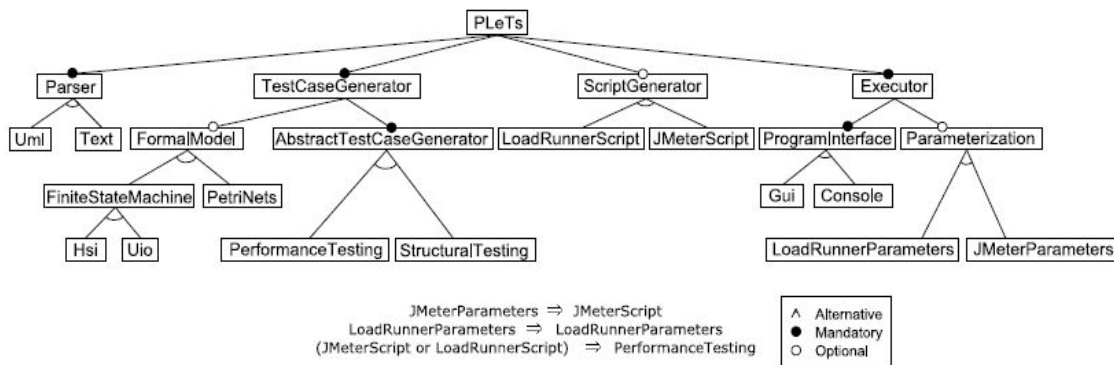 PLeTs
Parser TestCaseGenerator ScriptGenerator Executor
Uml Text FormalModel AbstractTestCaseGenerator LoadRunnerScript JMeterScript ProgramInterface Parameterization
FiniteStateMachine PetriNets Gui Console
Hsi Uio PerformanceTesting StructuralTesting LoadRunnerParameters JMeterParameters
JMeterParameters ⇒ JMeterScript
LoadRunnerParameters ⇒ LoadRunnerParameters
(JMeterScript or LoadRunnerScript) ⇒ PerformanceTesting
Alternative
Mandatory
Optional